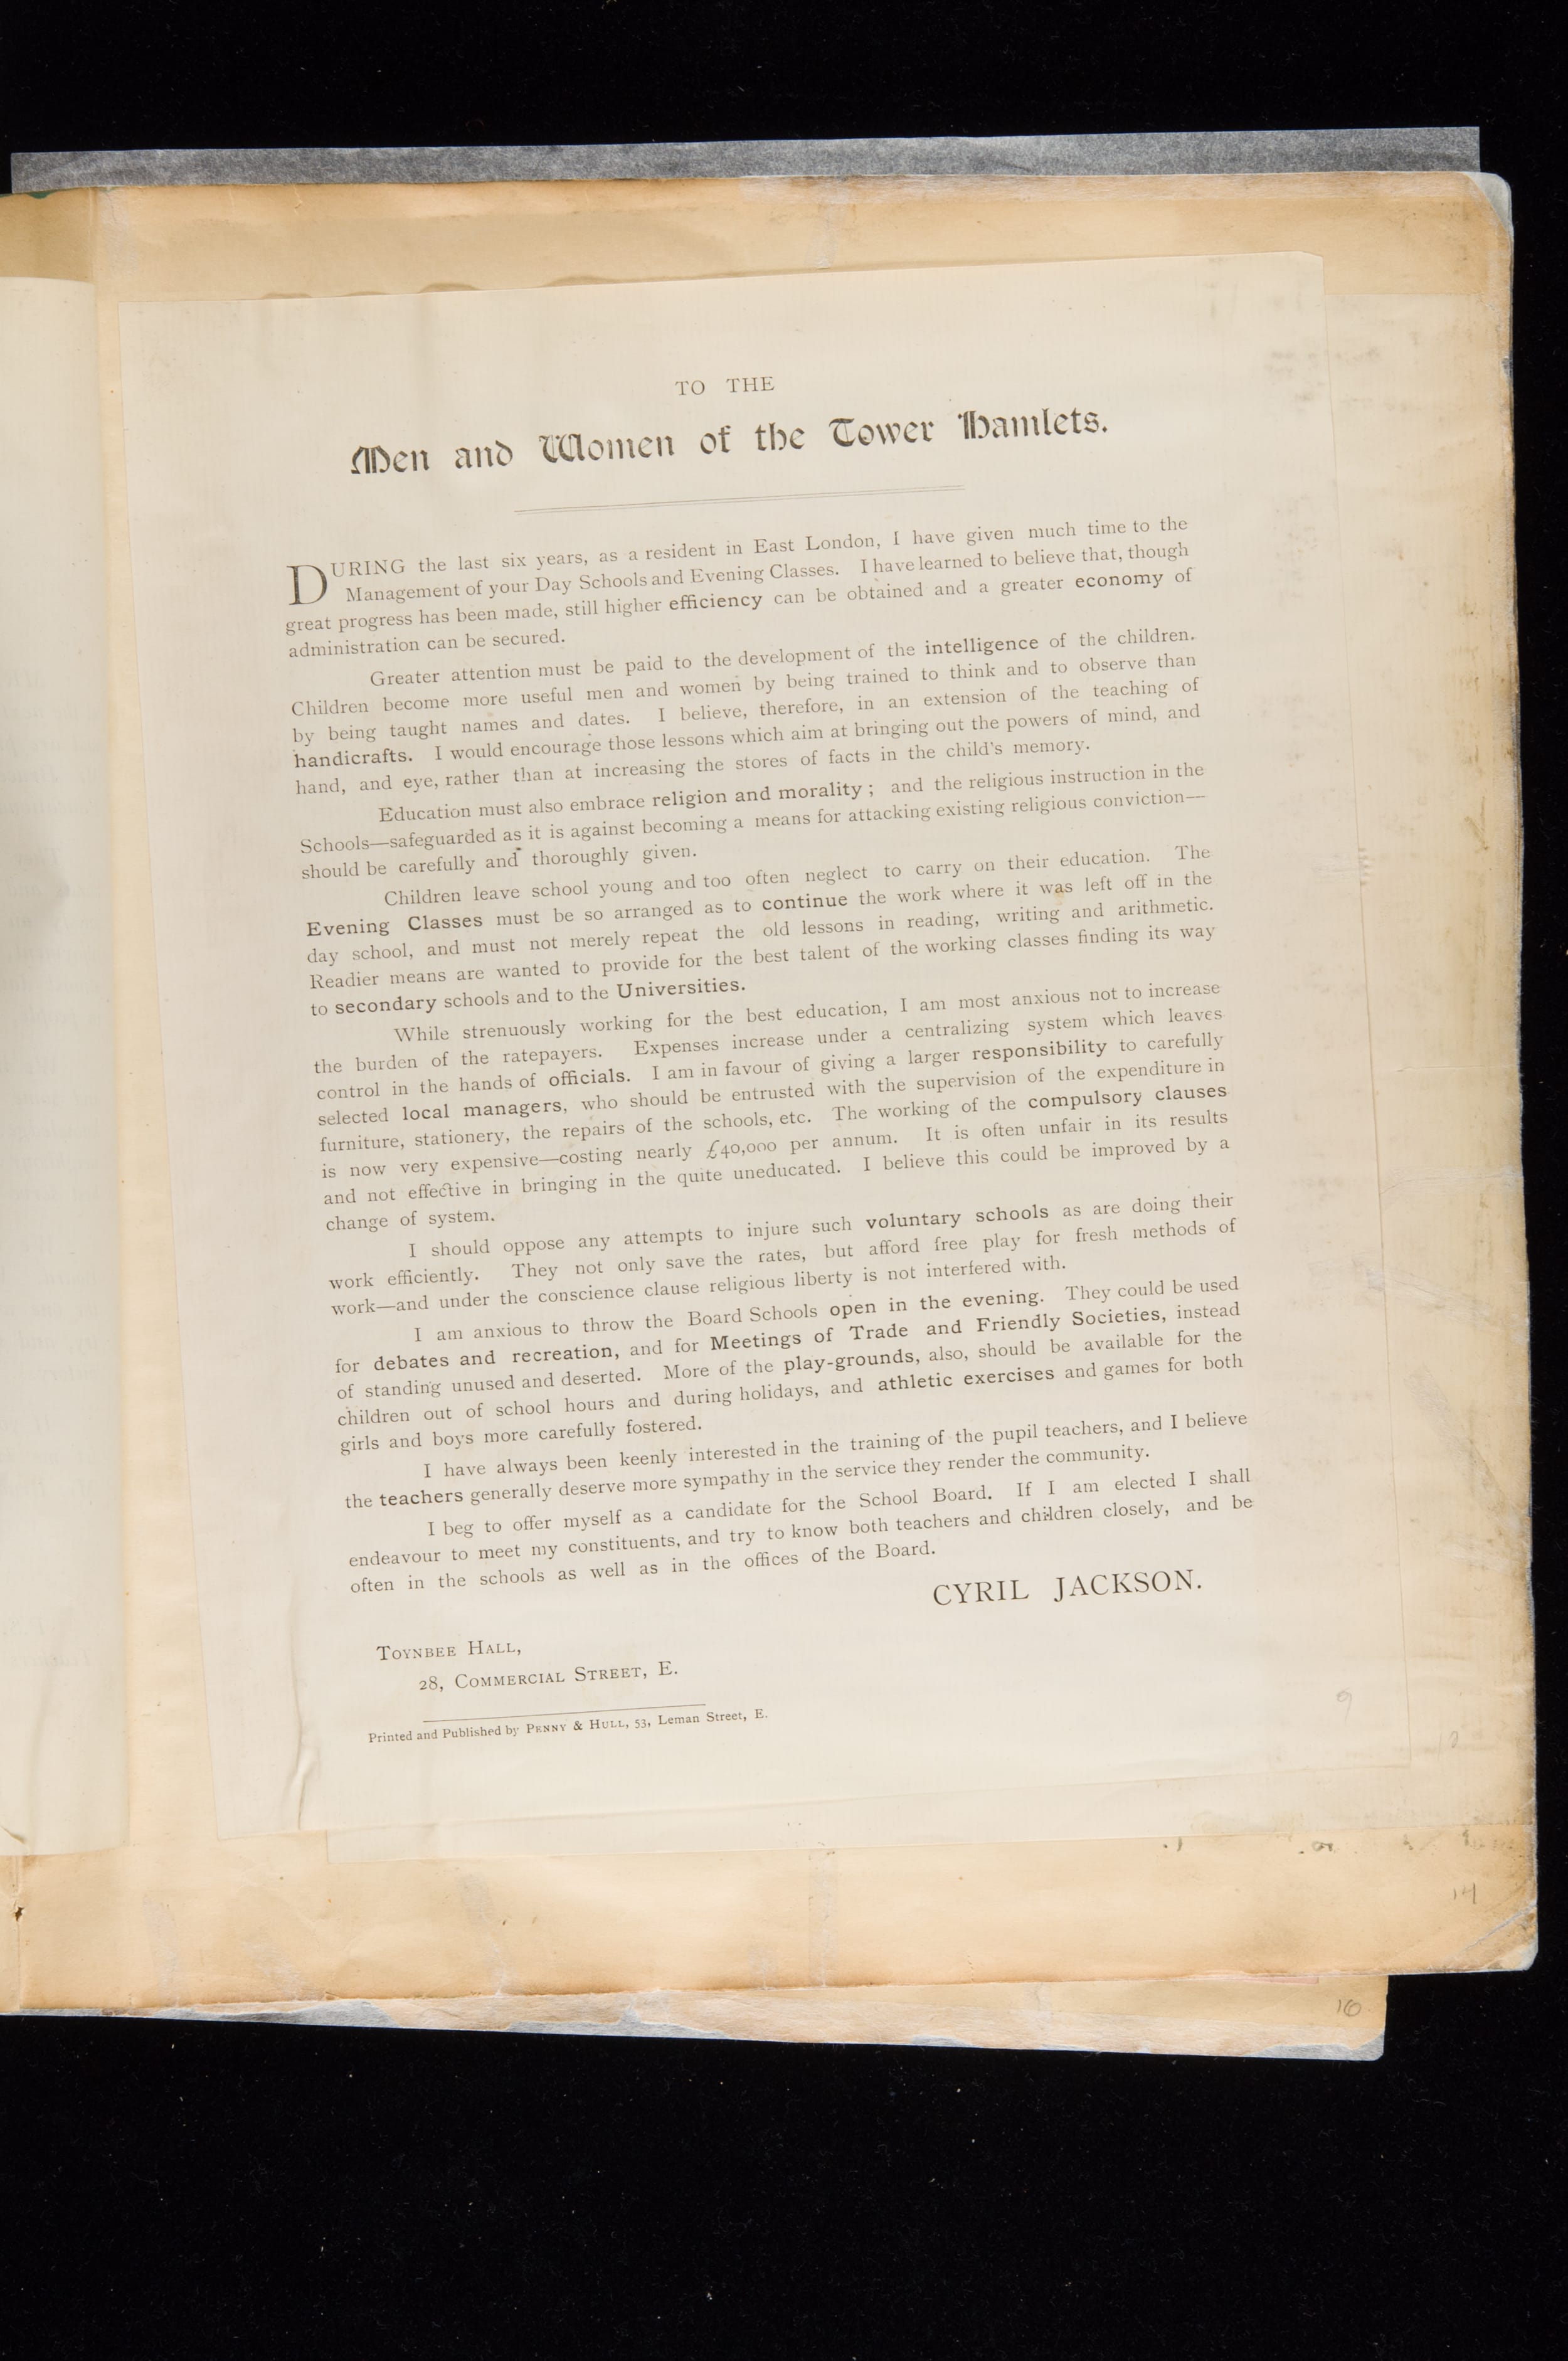 TO THE
Men and Women of the Tower Hamlets.
DURING the last six years, as a resident in East London, I have given much time to the
Management of your Day Schools and Evening Classes. I have learned to believe that, though
great progress has been made, still higher efficiency can be obtained and a greater economy of
administration can be secured.
Greater attention must be paid to the development of the intelligence of the children.
Children become more useful men and women by being trained to think and to observe than
by being taught names and dates. I believe, therefore, in an extension of the teaching of
handicrafts. I would encourage those lessons which aim at bringing out the powers of mind, and
hand, and eye, rather than at increasing the stores of facts in the child's memory.
Education must also embrace religion and morality; and the religious instruction in the
Schools—safeguarded as it is against becoming a means for attacking existing religious conviction—
should be carefully and thoroughly given.
Children leave school young and too often neglect to carry on their education. The
Evening Classes must be so arranged as to continue the work where it was left off in the
day school, and must not merely repeat the old lessons in reading, writing and arithmetic.
Readier means are wanted to provide for the best talent of the working classes finding its way
to secondary schools and to the Universities.
While strenuously working for the best education, I am most anxious not to increase
the burden of the ratepayers. Expenses increase under a centralizing system which leaves
control in the hands of officials. I am in favour of giving a larger responsibility to carefully
selected local managers, who should be entrusted with the supervision of the expenditure in
furniture, stationery, the repairs of the schools, etc. The working of the compulsory clauses
is now very expensive—costing nearly £40,000 per annum. It is often unfair in its results
and not effective in bringing in the quite uneducated. I believe this could be improved by a
change of system.
I should oppose any attempts to injure such voluntary schools as are doing their
work efficiently. They not only save the rates, but afford free play for fresh methods of
work—and under the conscience clause religious liberty is not interfered with.
I am anxious to throw the Board Schools open in the evening. They could be used
for debates and recreation, and for Meetings of Trade and Friendly Societies, instead
of standing unused and deserted. More of the play-grounds, also, should be available for the
children out of school hours and during holidays, and athletic exercises and games for both
girls and boys more carefully fostered.
I have always been keenly interested in the training of the pupil teachers, and I believe
the teachers generally deserve more sympathy in the service they render the community.
I beg to offer myself as a candidate for the School Board. If I am elected I shall
endeavour to meet my constituents, and try to know both teachers and children closely, and be
often in the schools as well as in the offices of the Board.
CYRIL JACKSON.
TOYNBEE HALL,
28, COMMERCIAL STREET, E.
Printed and Published by PENNY & HULL, 53, Leman Street, E.
9
14
16